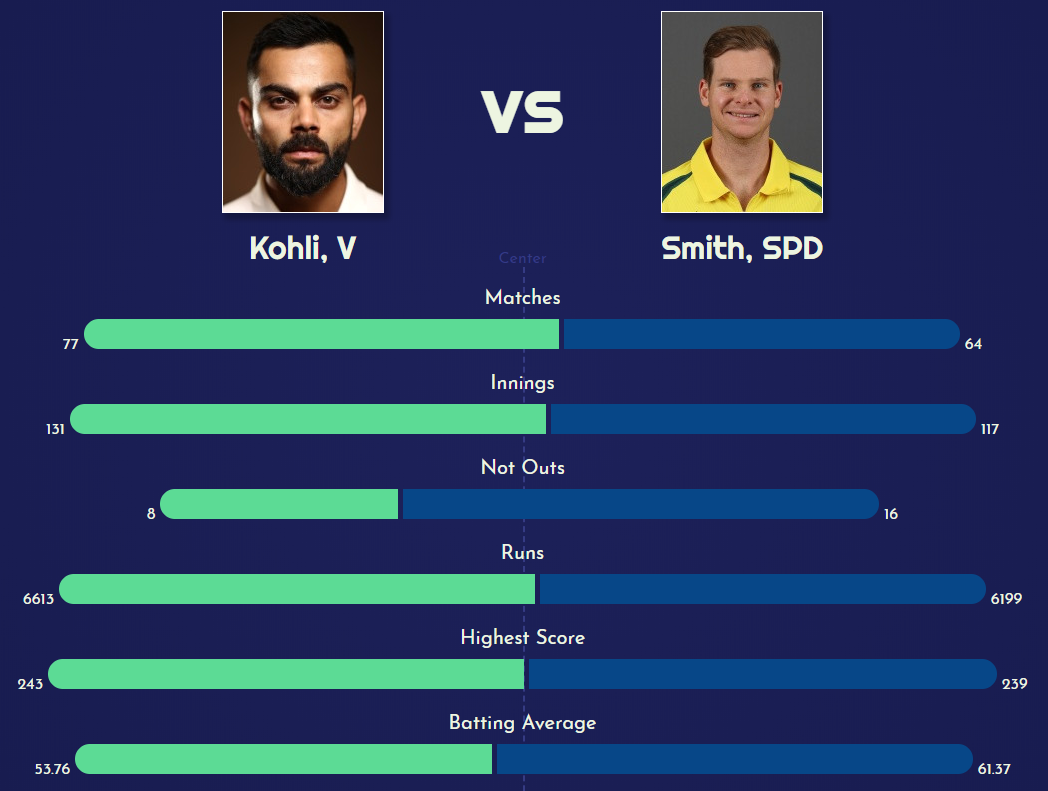 VS
Kohli, V
Smith, SPD
Center
Matches
77
64
Innings
131
117
Not Outs
8
16
Runs
6613
6199
Highest Score
243
239
Batting Average
53.76
61.37